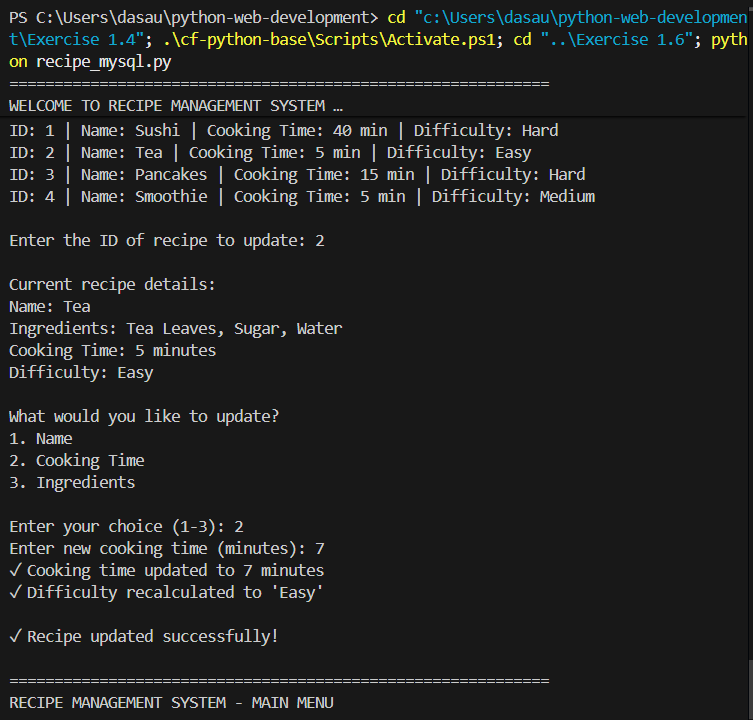 PS C:\Users\dasau\python-web-development> cd "c:\Users\dasau\python-web-developmen
t\Exercise 1.4"; .\cf-python-base\Scripts\Activate.ps1; cd "..\Exercise 1.6"; pyth
on recipe_mysql.py
============================================================
WELCOME TO RECIPE MANAGEMENT SYSTEM …
ID: 1 | Name: Sushi | Cooking Time: 40 min | Difficulty: Hard
ID: 2 | Name: Tea | Cooking Time: 5 min | Difficulty: Easy
ID: 3 | Name: Pancakes | Cooking Time: 15 min | Difficulty: Hard
ID: 4 | Name: Smoothie | Cooking Time: 5 min | Difficulty: Medium
Enter the ID of recipe to update: 2
Current recipe details:
Name: Tea
Ingredients: Tea Leaves, Sugar, Water
Cooking Time: 5 minutes
Difficulty: Easy
What would you like to update?
1. Name
2. Cooking Time
3. Ingredients
Enter your choice (1-3): 2
Enter new cooking time (minutes): 7
✓ Cooking time updated to 7 minutes
✓ Difficulty recalculated to 'Easy'
✓ Recipe updated successfully!
============================================================
RECIPE MANAGEMENT SYSTEM - MAIN MENU